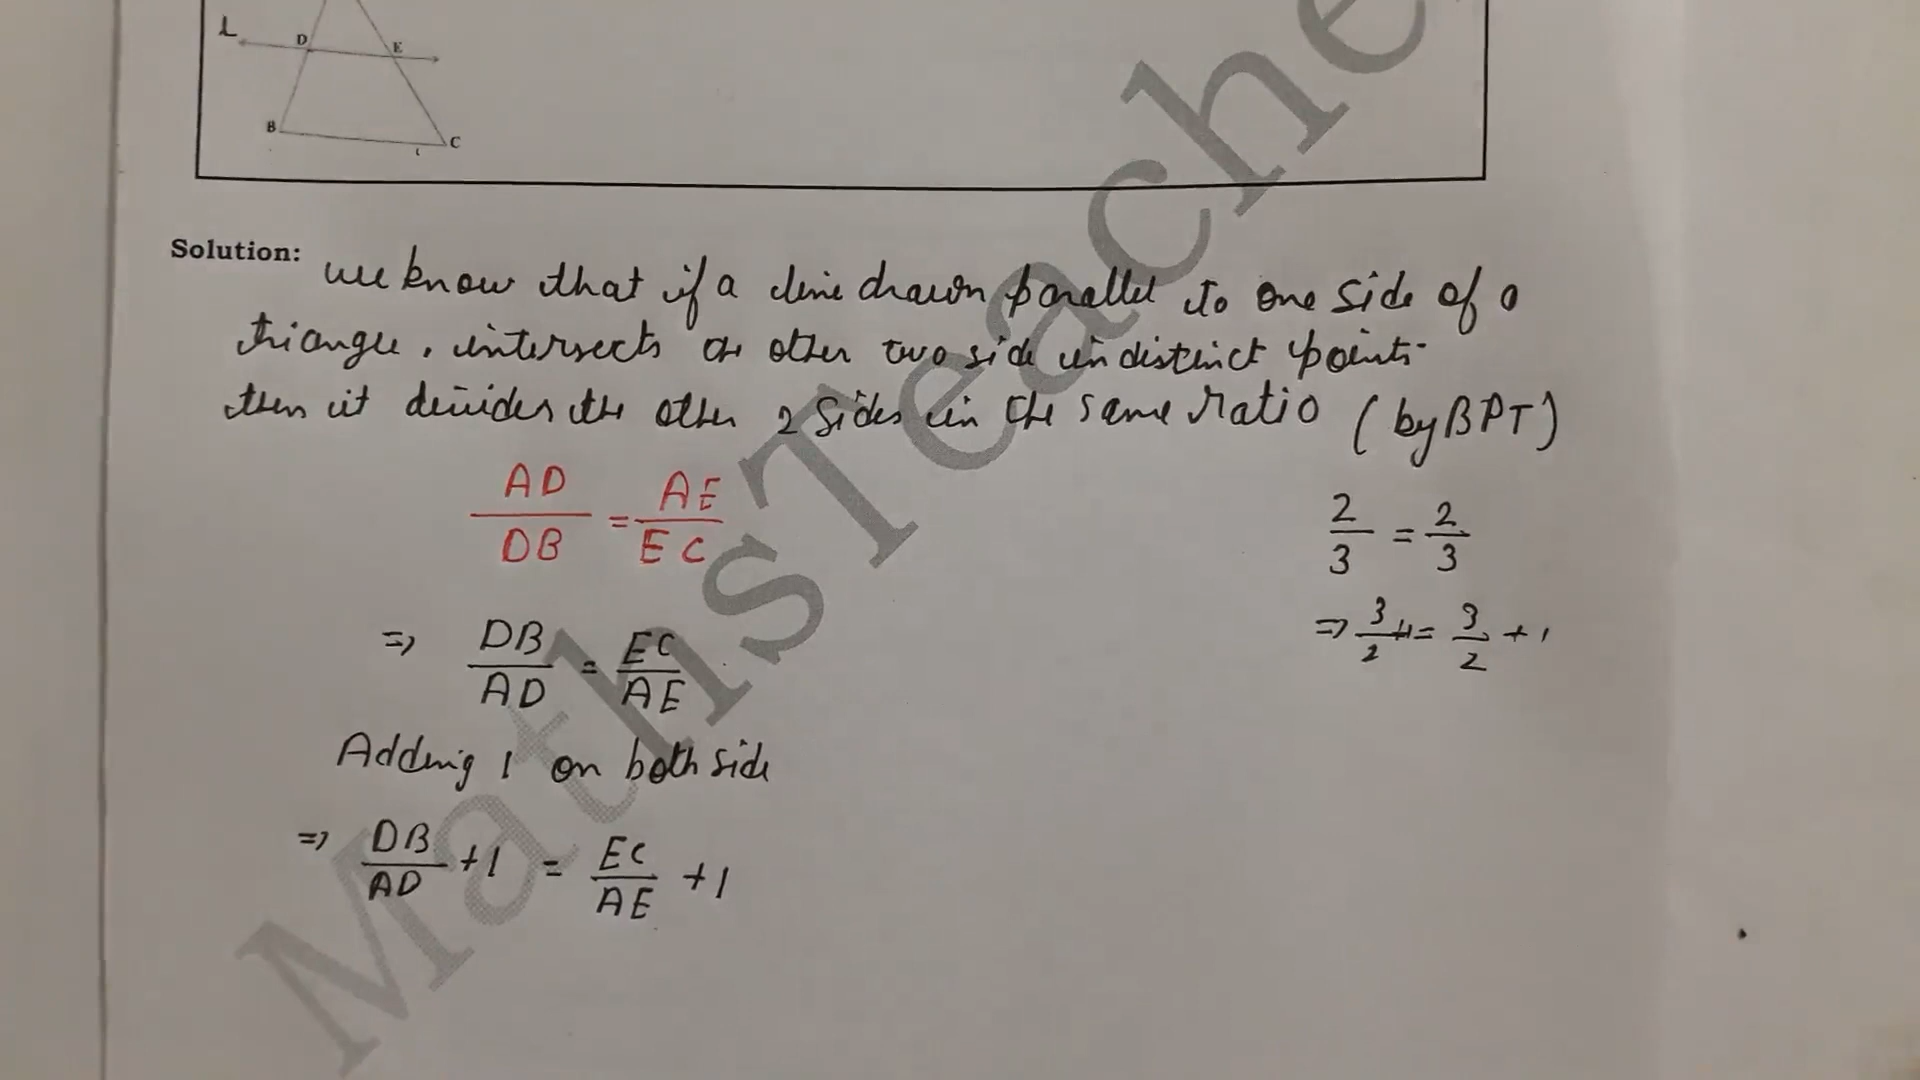 L
D
E
B
C
Solution: we know that if a line drawn parallel to one side of a
triangle, intersects the other two side in distinct points
then it devides the other 2 sides in the same ratio (by BPT)
AD/DB = AE/EC
2/3 = 2/3
=> DB/AD = EC/AE
=> 3/2 +1 = 3/2 + 1
Adding 1 on both side
=> DB/AD + 1 = EC/AE + 1
MathsTeache